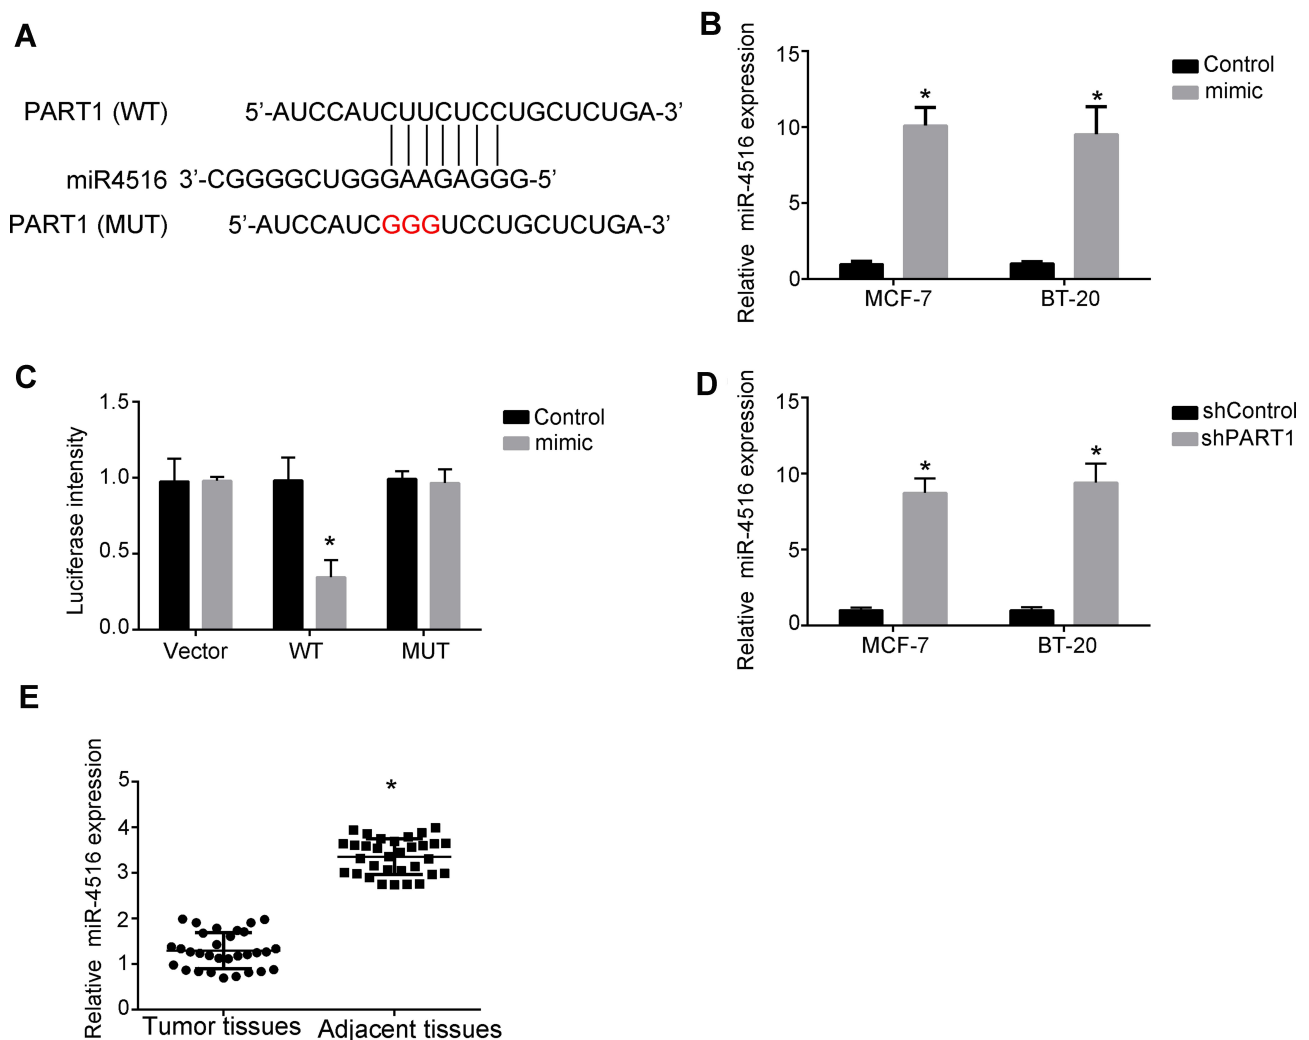 A
PART1 (WT) 5’-AUCCAUCUUCUCCUGCUCUGA-3’
miR4516 3’-CGGGGCUGGGGAAGAGGG-5’
PART1 (MUT) 5’-AUCCAUCGGGUCCUGCUCUGA-3’
B
Relative miR-4516 expression
15
10
5
0
*
*
MCF-7
BT-20
Control
mimic
C
Luciferase intensity
1.5
1.0
0.5
0.0
*
Vector
WT
MUT
Control
mimic
D
Relative miR-4516 expression
15
10
5
0
*
*
MCF-7
BT-20
shControl
shPART1
E
Relative miR-4516 expression
5
4
3
2
1
0
*
Tumor tissues
Adjacent tissues